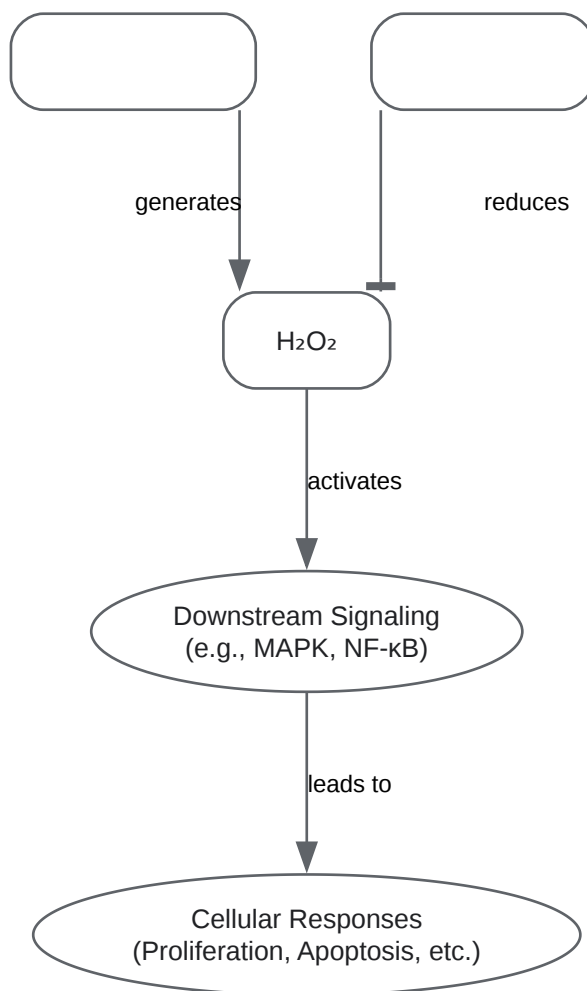 generates
reduces
H₂O₂
activates
Downstream Signaling
(e.g., MAPK, NF-κB)
leads to
Cellular Responses
(Proliferation, Apoptosis, etc.)